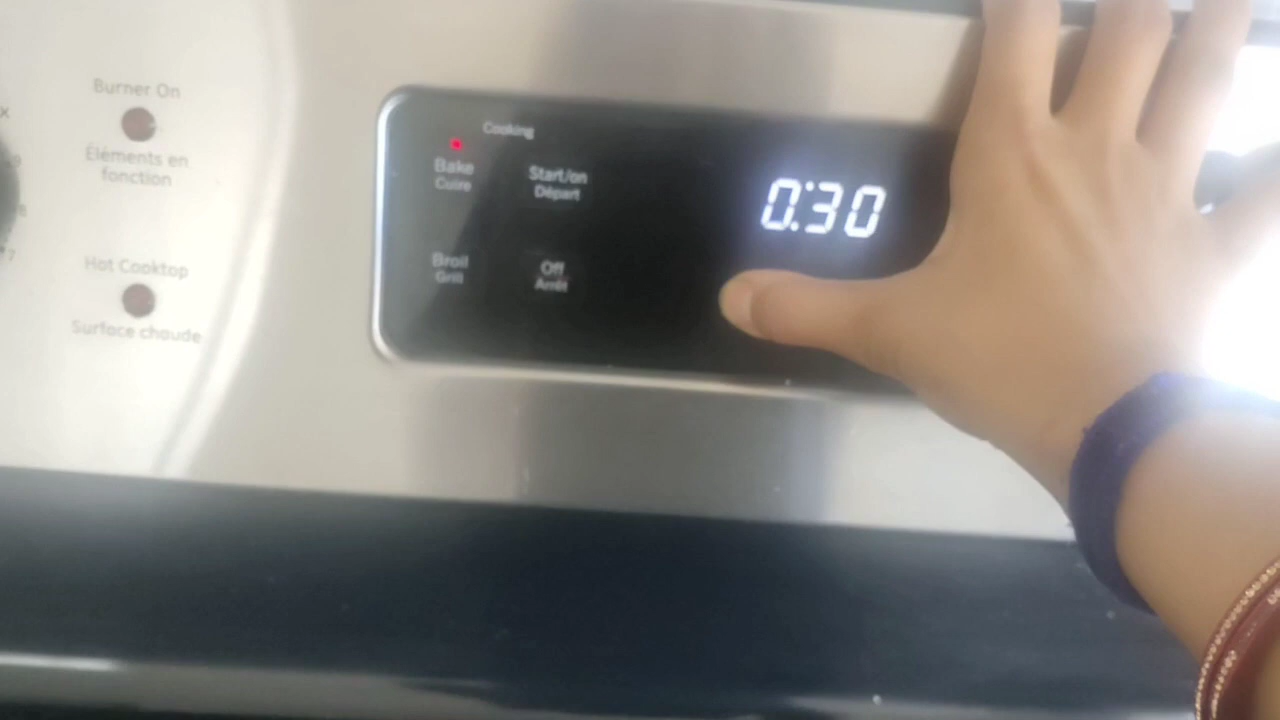 Burner On
Éléments en
fonction
Hot Cooktop
Surface chaude
Cooking
Bake
Cuire
Start/on
Départ
Broil
Gril
Off
Arrêt
0:30